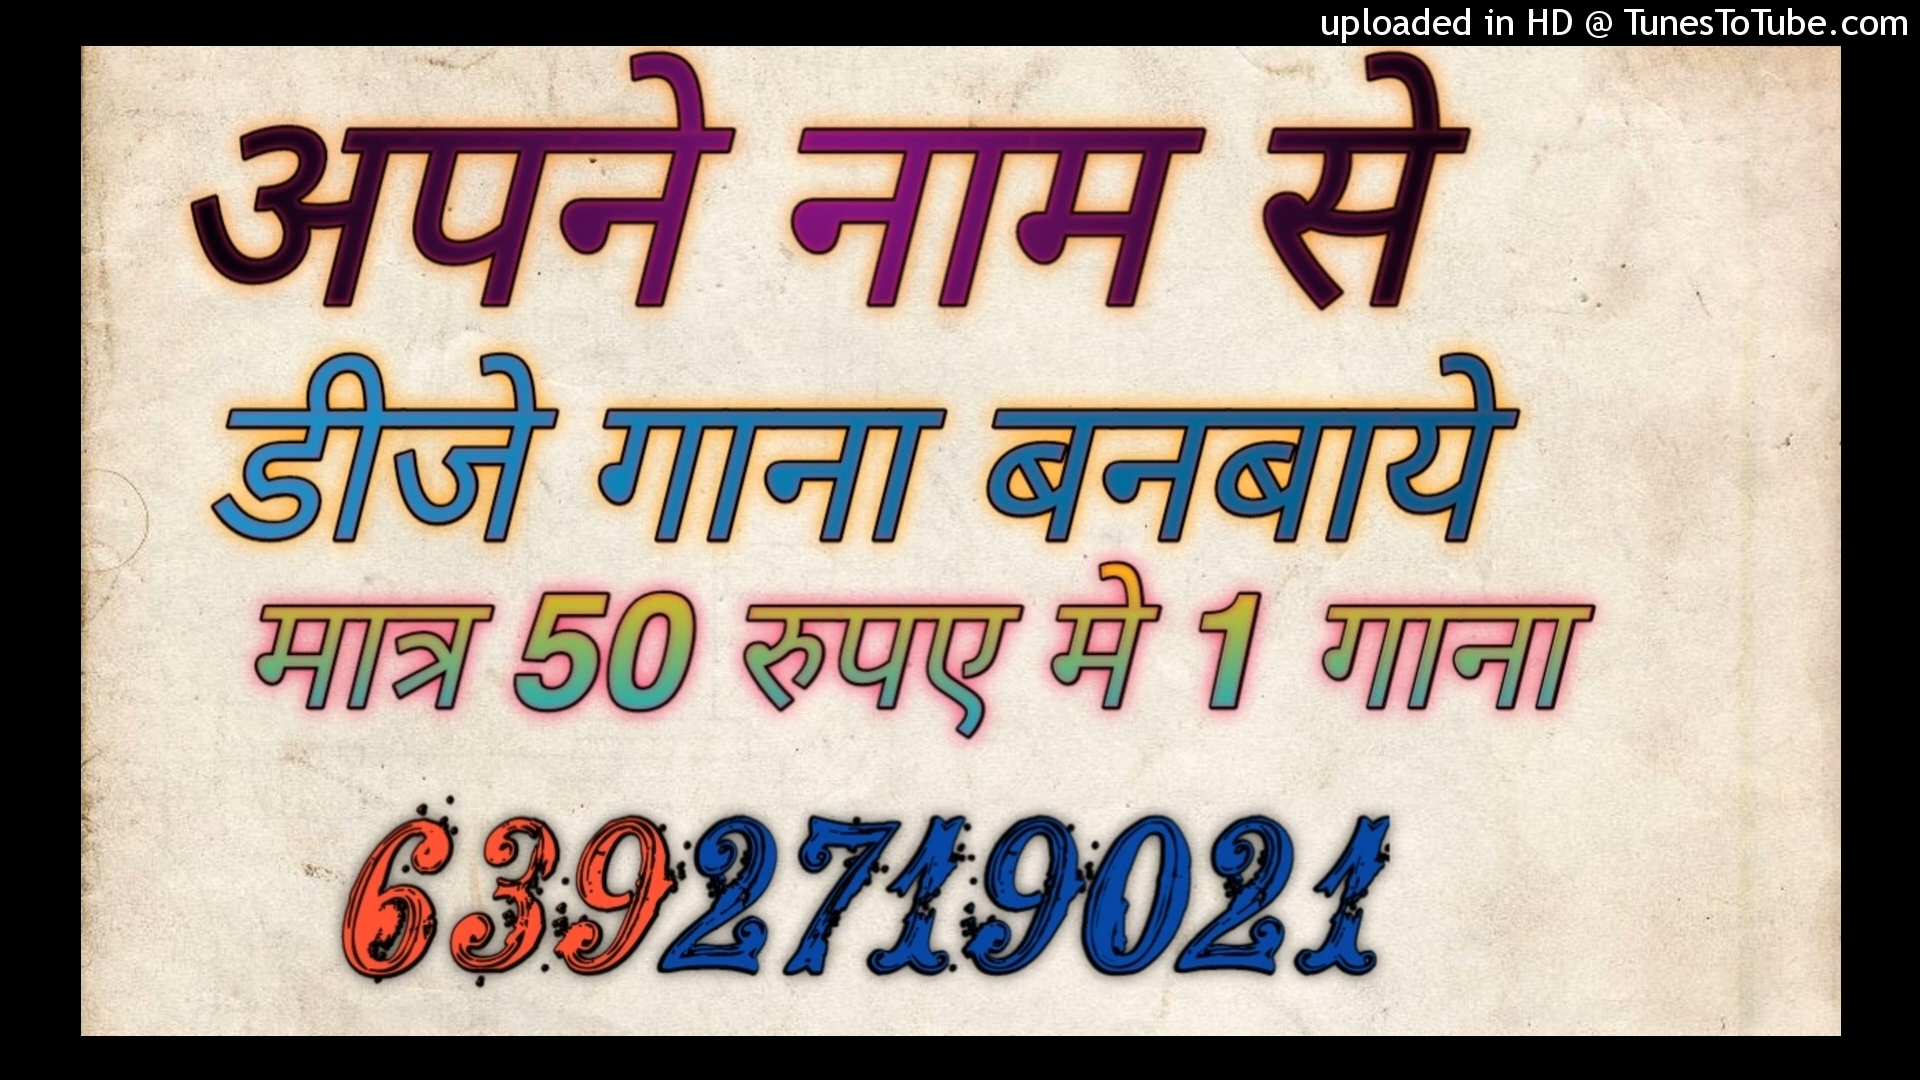 uploaded in HD @ TunesToTube.com
अपने नाम से
डीजे गाना बनबाये
मात्र 50 रुपए मे 1 गाना
6392719021